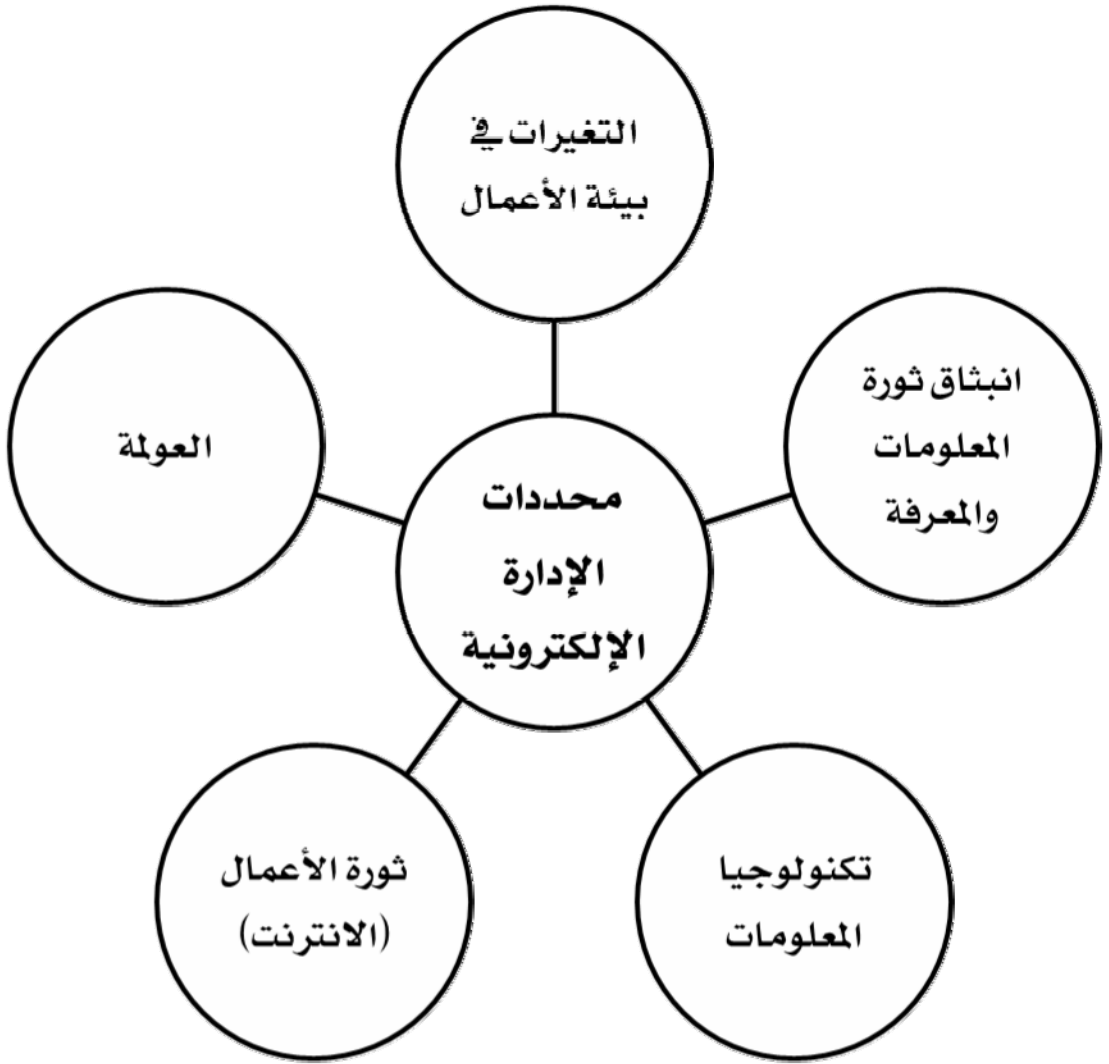 التغيرات في
بيئة الأعمال
انبثاق ثورة
المعلومات
والمعرفة
العولمة
محددات
الإدارة
الإلكترونية
تكنولوجيا
المعلومات
ثورة الأعمال
(الانترنت)